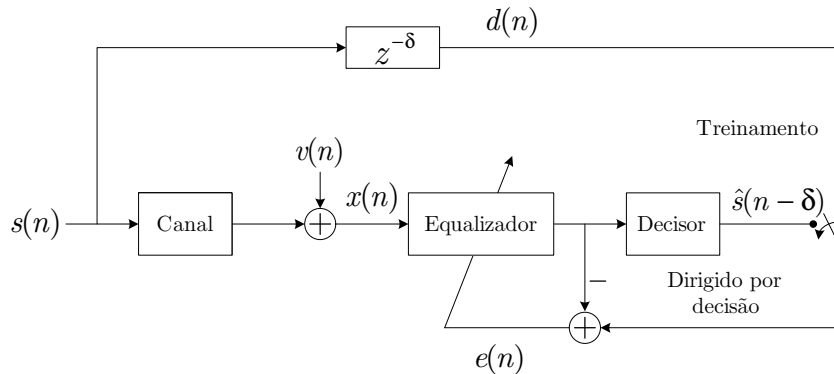 d(n)
z^{-δ}
Treinamento
v(n)
x(n)
s(n)
Canal
+
Equalizador
Decisor
ŝ(n − δ)
−
Dirigido por
decisão
+
e(n)